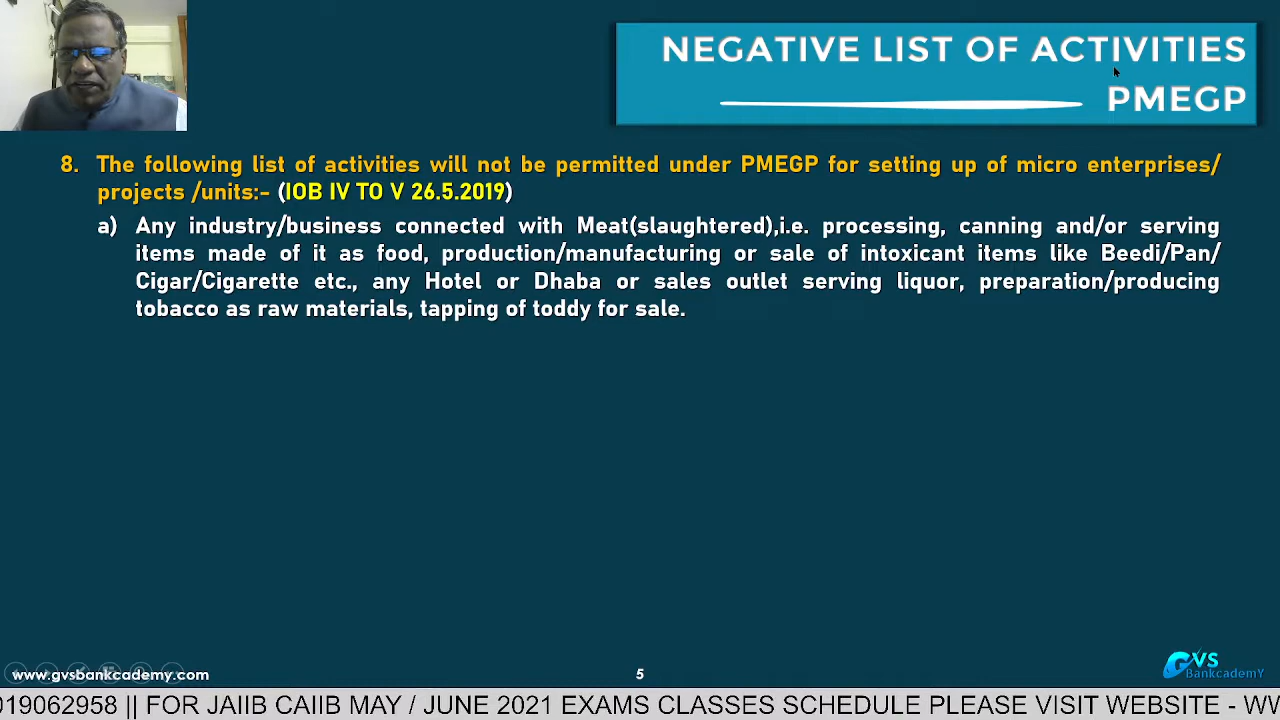 NEGATIVE LIST OF ACTIVITIES
PMEGP
8. The following list of activities will not be permitted under PMEGP for setting up of micro enterprises/
projects /units:- (IOB IV TO V 26.5.2019)
a) Any industry/business connected with Meat(slaughtered),i.e. processing, canning and/or serving
items made of it as food, production/manufacturing or sale of intoxicant items like Beedi/Pan/
Cigar/Cigarette etc., any Hotel or Dhaba or sales outlet serving liquor, preparation/producing
tobacco as raw materials, tapping of toddy for sale.
www.gvsbankcademy.com
5
GVS
BankcademY
019062958 || FOR JAIIB CAIIB MAY / JUNE 2021 EXAMS CLASSES SCHEDULE PLEASE VISIT WEBSITE - WW